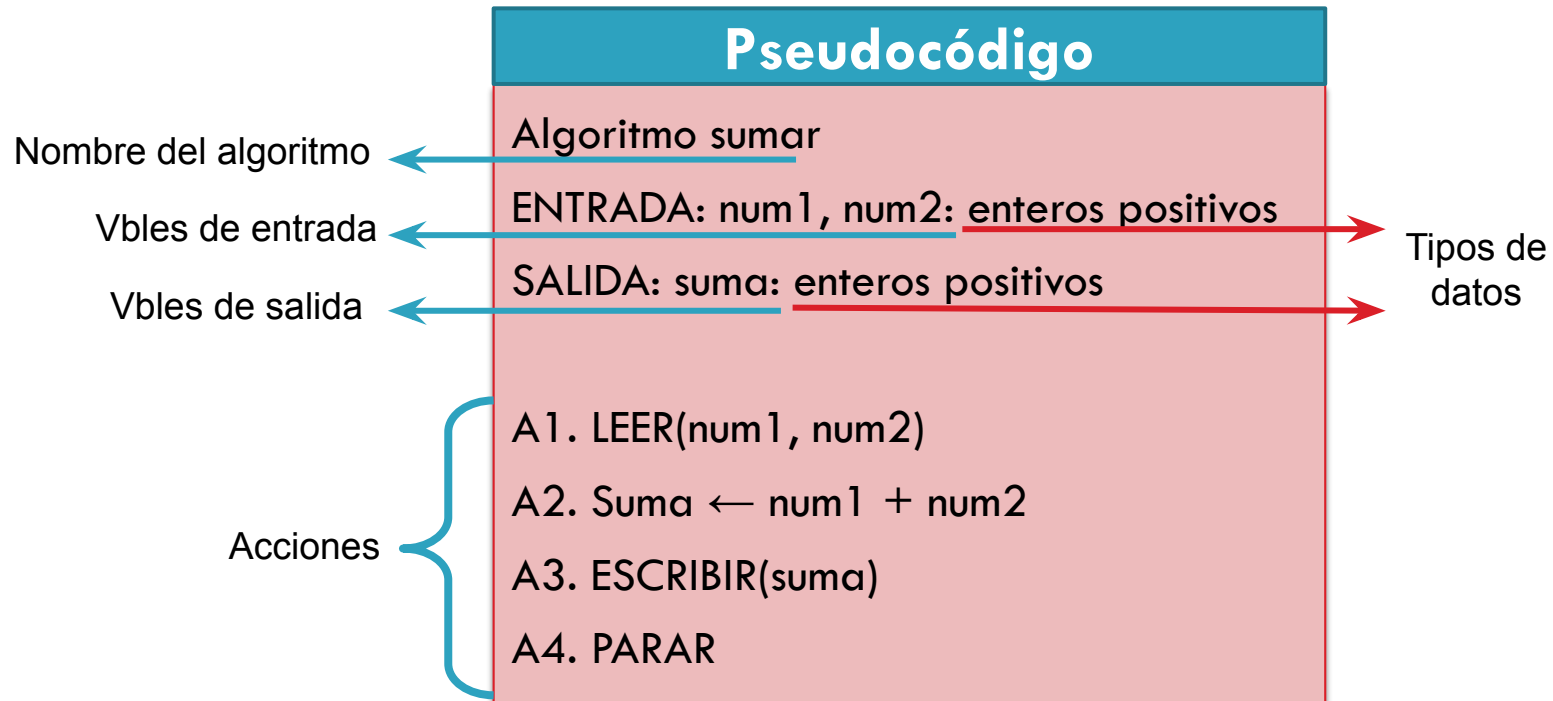 Pseudocódigo
Nombre del algoritmo
Algoritmo sumar
Vbles de entrada
ENTRADA: num1, num2: enteros positivos
Tipos de
datos
Vbles de salida
SALIDA: suma: enteros positivos
Acciones
A1. LEER(num1, num2)
A2. Suma ← num1 + num2
A3. ESCRIBIR(suma)
A4. PARAR